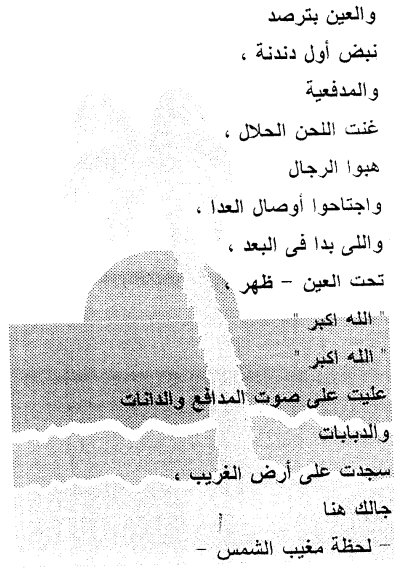 والعين بترصد
نبض أول دندنة ،
والمدفعية
غنت اللحن الحلال ،
هبوا الرجال
واجتاحوا أوصال العدا ،
واللى بدا فى البعد ،
تحت العين – ظهر ،
" الله اكبر "
" الله اكبر "
عليت على صوت المدافع والدانات
والدبابات
سجدت على أرض الغريب ،
جالك هنا
– لحظة مغيب الشمس –